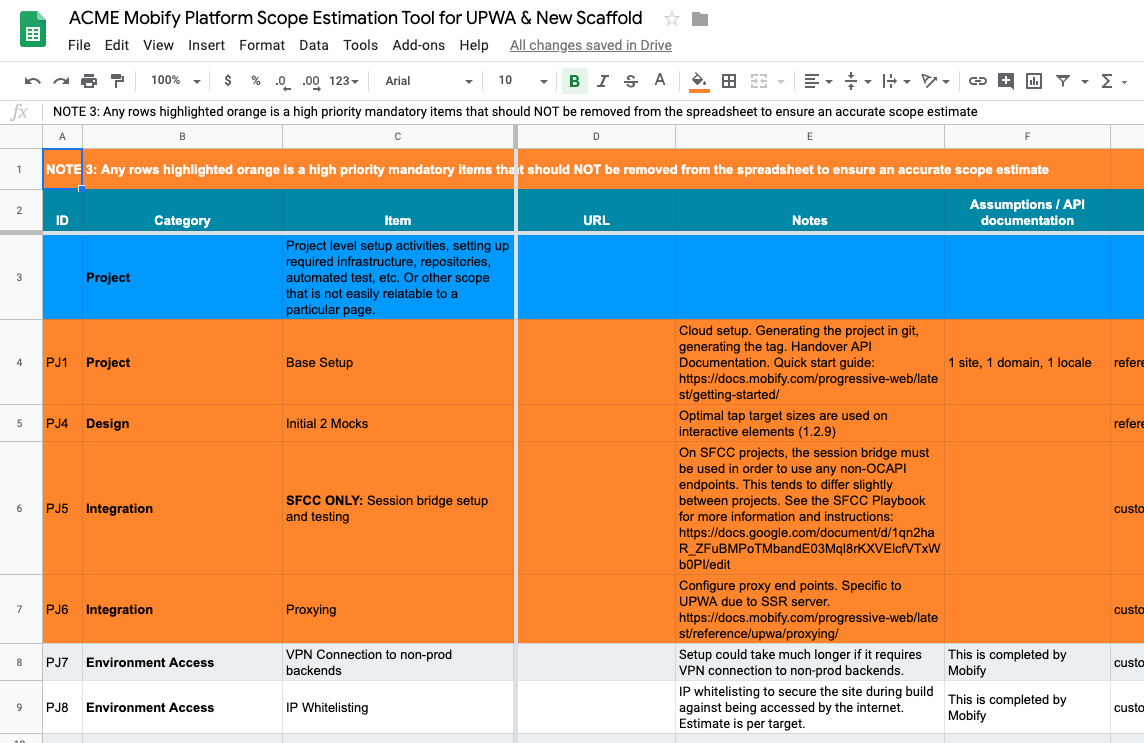 ACME Mobify Platform Scope Estimation Tool for UPWA & New Scaffold
File Edit View Insert Format Data Tools Add-ons Help All changes saved in Drive
100% $ % .0 .00 123 Arial 10 B I S A Σ
fx NOTE 3: Any rows highlighted orange is a high priority mandatory items that should NOT be removed from the spreadsheet to ensure an accurate scope estimate
A B C D E F
1 NOTE 3: Any rows highlighted orange is a high priority mandatory items that should NOT be removed from the spreadsheet to ensure an accurate scope estimate
2 ID Category Item URL Notes Assumptions / API
documentation
3 Project
Project level setup activities, setting up
required infrastructure, repositories,
automated test, etc. Or other scope
that is not easily relatable to a
particular page.
4 PJ1 Project Base Setup
Cloud setup. Generating the project in git,
generating the tag. Handover API
Documentation. Quick start guide:
https://docs.mobify.com/progressive-web/late
st/getting-started/
1 site, 1 domain, 1 locale refere
5 PJ4 Design Initial 2 Mocks
Optimal tap target sizes are used on
interactive elements (1.2.9)
refere
6 PJ5 Integration
SFCC ONLY: Session bridge setup
and testing
On SFCC projects, the session bridge must
be used in order to use any non-OCAPI
endpoints. This tends to differ slightly
between projects. See the SFCC Playbook
for more information and instructions:
https://docs.google.com/document/d/1qn2ha
R_ZFuBMPoTMbandE03Mql8rKXVElcfVTxW
b0PI/edit
custo
7 PJ6 Integration Proxying
Configure proxy end points. Specific to
UPWA due to SSR server.
https://docs.mobify.com/progressive-web/late
st/reference/upwa/proxying/
custo
8 PJ7 Environment Access
VPN Connection to non-prod
backends
Setup could take much longer if it requires
VPN connection to non-prod backends.
This is completed by
Mobify
custo
9 PJ8 Environment Access IP Whitelisting
IP whitelisting to secure the site during build
against being accessed by the internet.
Estimate is per target.
This is completed by
Mobify
custo